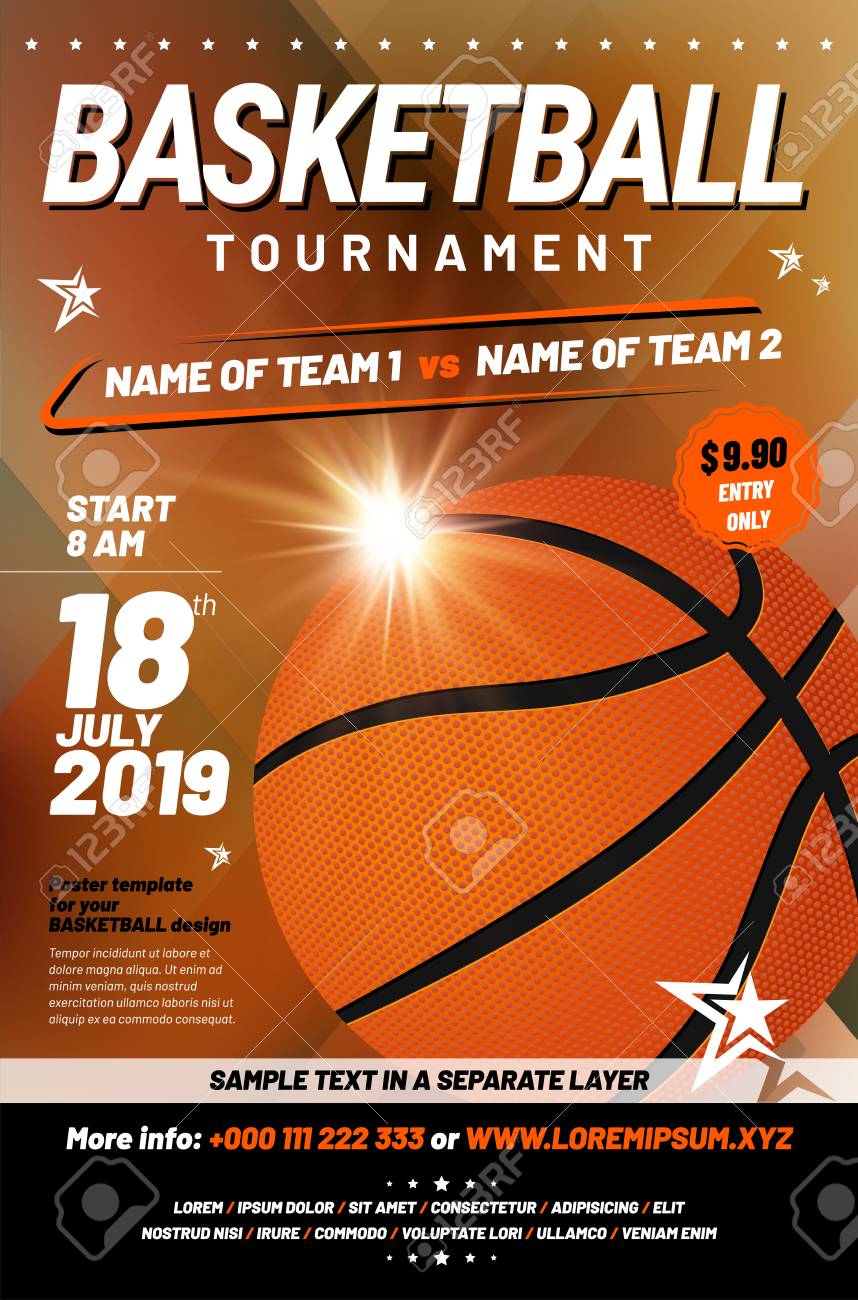 BASKETBALL
TOURNAMENT
NAME OF TEAM 1 vs NAME OF TEAM 2
$9.90
ENTRY
ONLY
START
8 AM
18th
JULY
2019
Poster template
for your
BASKETBALL design
Tempor incididunt ut labore et
dolore magna aliqua. Ut enim ad
minim veniam, quis nostrud
exercitation ullamco laboris nisi ut
aliquip ex ea commodo consequat.
SAMPLE TEXT IN A SEPARATE LAYER
More info: +000 111 222 333 or WWW.LOREMIPSUM.XYZ
LOREM / IPSUM DOLOR / SIT AMET / CONSECTETUR / ADIPISICING / ELIT
NOSTRUD NISI / IRURE / COMMODO / VOLUPTATE LORI / ULLAMCO / VENIAM ENIM
123RF